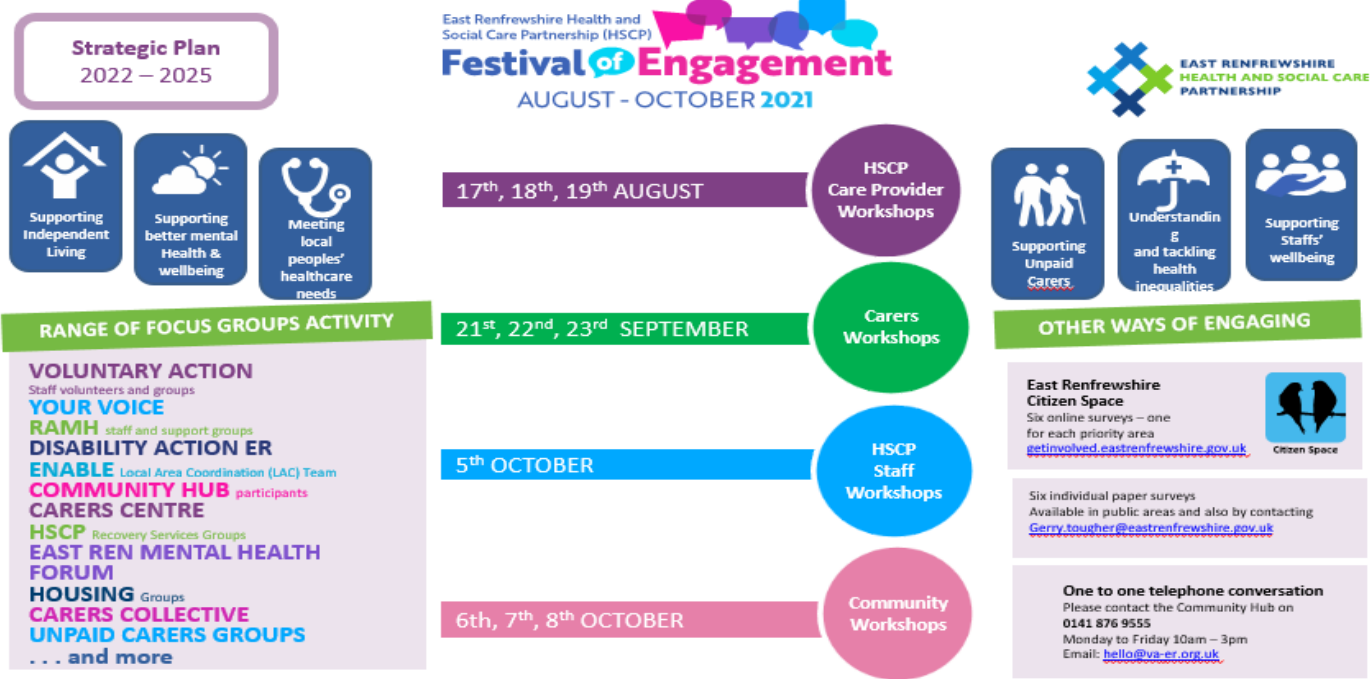 Strategic Plan
2022 – 2025
East Renfrewshire Health and
Social Care Partnership (HSCP)
Festival of Engagement
AUGUST - OCTOBER 2021
EAST RENFREWSHIRE
HEALTH AND SOCIAL CARE
PARTNERSHIP
Supporting
Independent
Living
Supporting
better mental
Health &
wellbeing
Meeting
local
peoples’
healthcare
needs
RANGE OF FOCUS GROUPS ACTIVITY
VOLUNTARY ACTION
Staff volunteers and groups
YOUR VOICE
RAMH staff and support groups
DISABILITY ACTION ER
ENABLE Local Area Coordination (LAC) Team
COMMUNITY HUB participants
CARERS CENTRE
HSCP Recovery Services Groups
EAST REN MENTAL HEALTH
FORUM
HOUSING Groups
CARERS COLLECTIVE
UNPAID CARERS GROUPS
. . . and more
17th, 18th, 19th AUGUST
HSCP
Care Provider
Workshops
21st, 22nd, 23rd SEPTEMBER
Carers
Workshops
5th OCTOBER
HSCP
Staff
Workshops
6th, 7th, 8th OCTOBER
Community
Workshops
Supporting
Unpaid
Carers
Understandin
g
and tackling
health
inequalities
Supporting
Staffs’
wellbeing
OTHER WAYS OF ENGAGING
East Renfrewshire
Citizen Space
Six online surveys – one
for each priority area
getinvolved.eastrenfrewshire.gov.uk
Citizen Space
Six individual paper surveys
Available in public areas and also by contacting
Gerry.tougher@eastrenfrewshire.gov.uk
One to one telephone conversation
Please contact the Community Hub on
0141 876 9555
Monday to Friday 10am – 3pm
Email: hello@va-er.org.uk